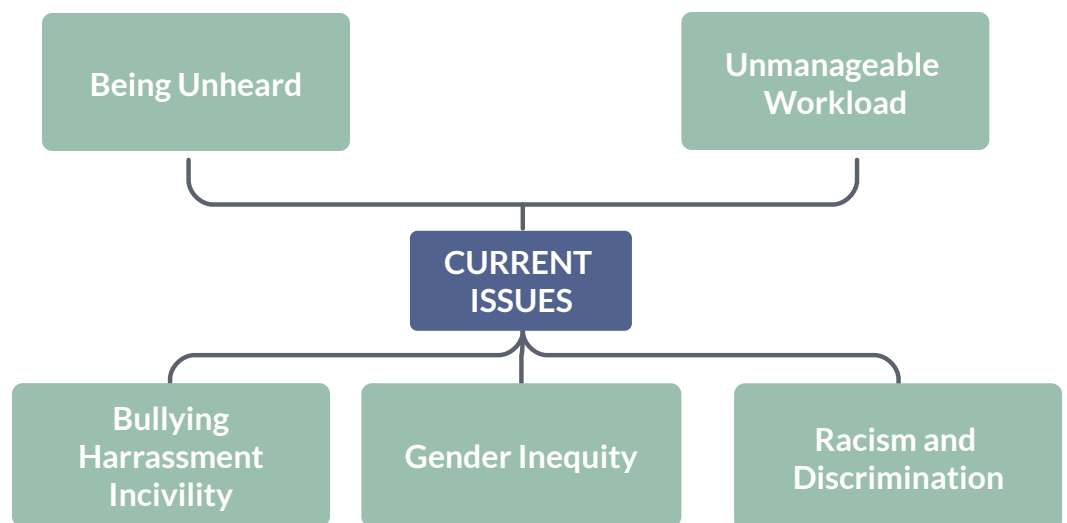 Being Unheard
Unmanageable
Workload
CURRENT
ISSUES
Bullying
Harrassment
Incivility
Gender Inequity
Racism and
Discrimination